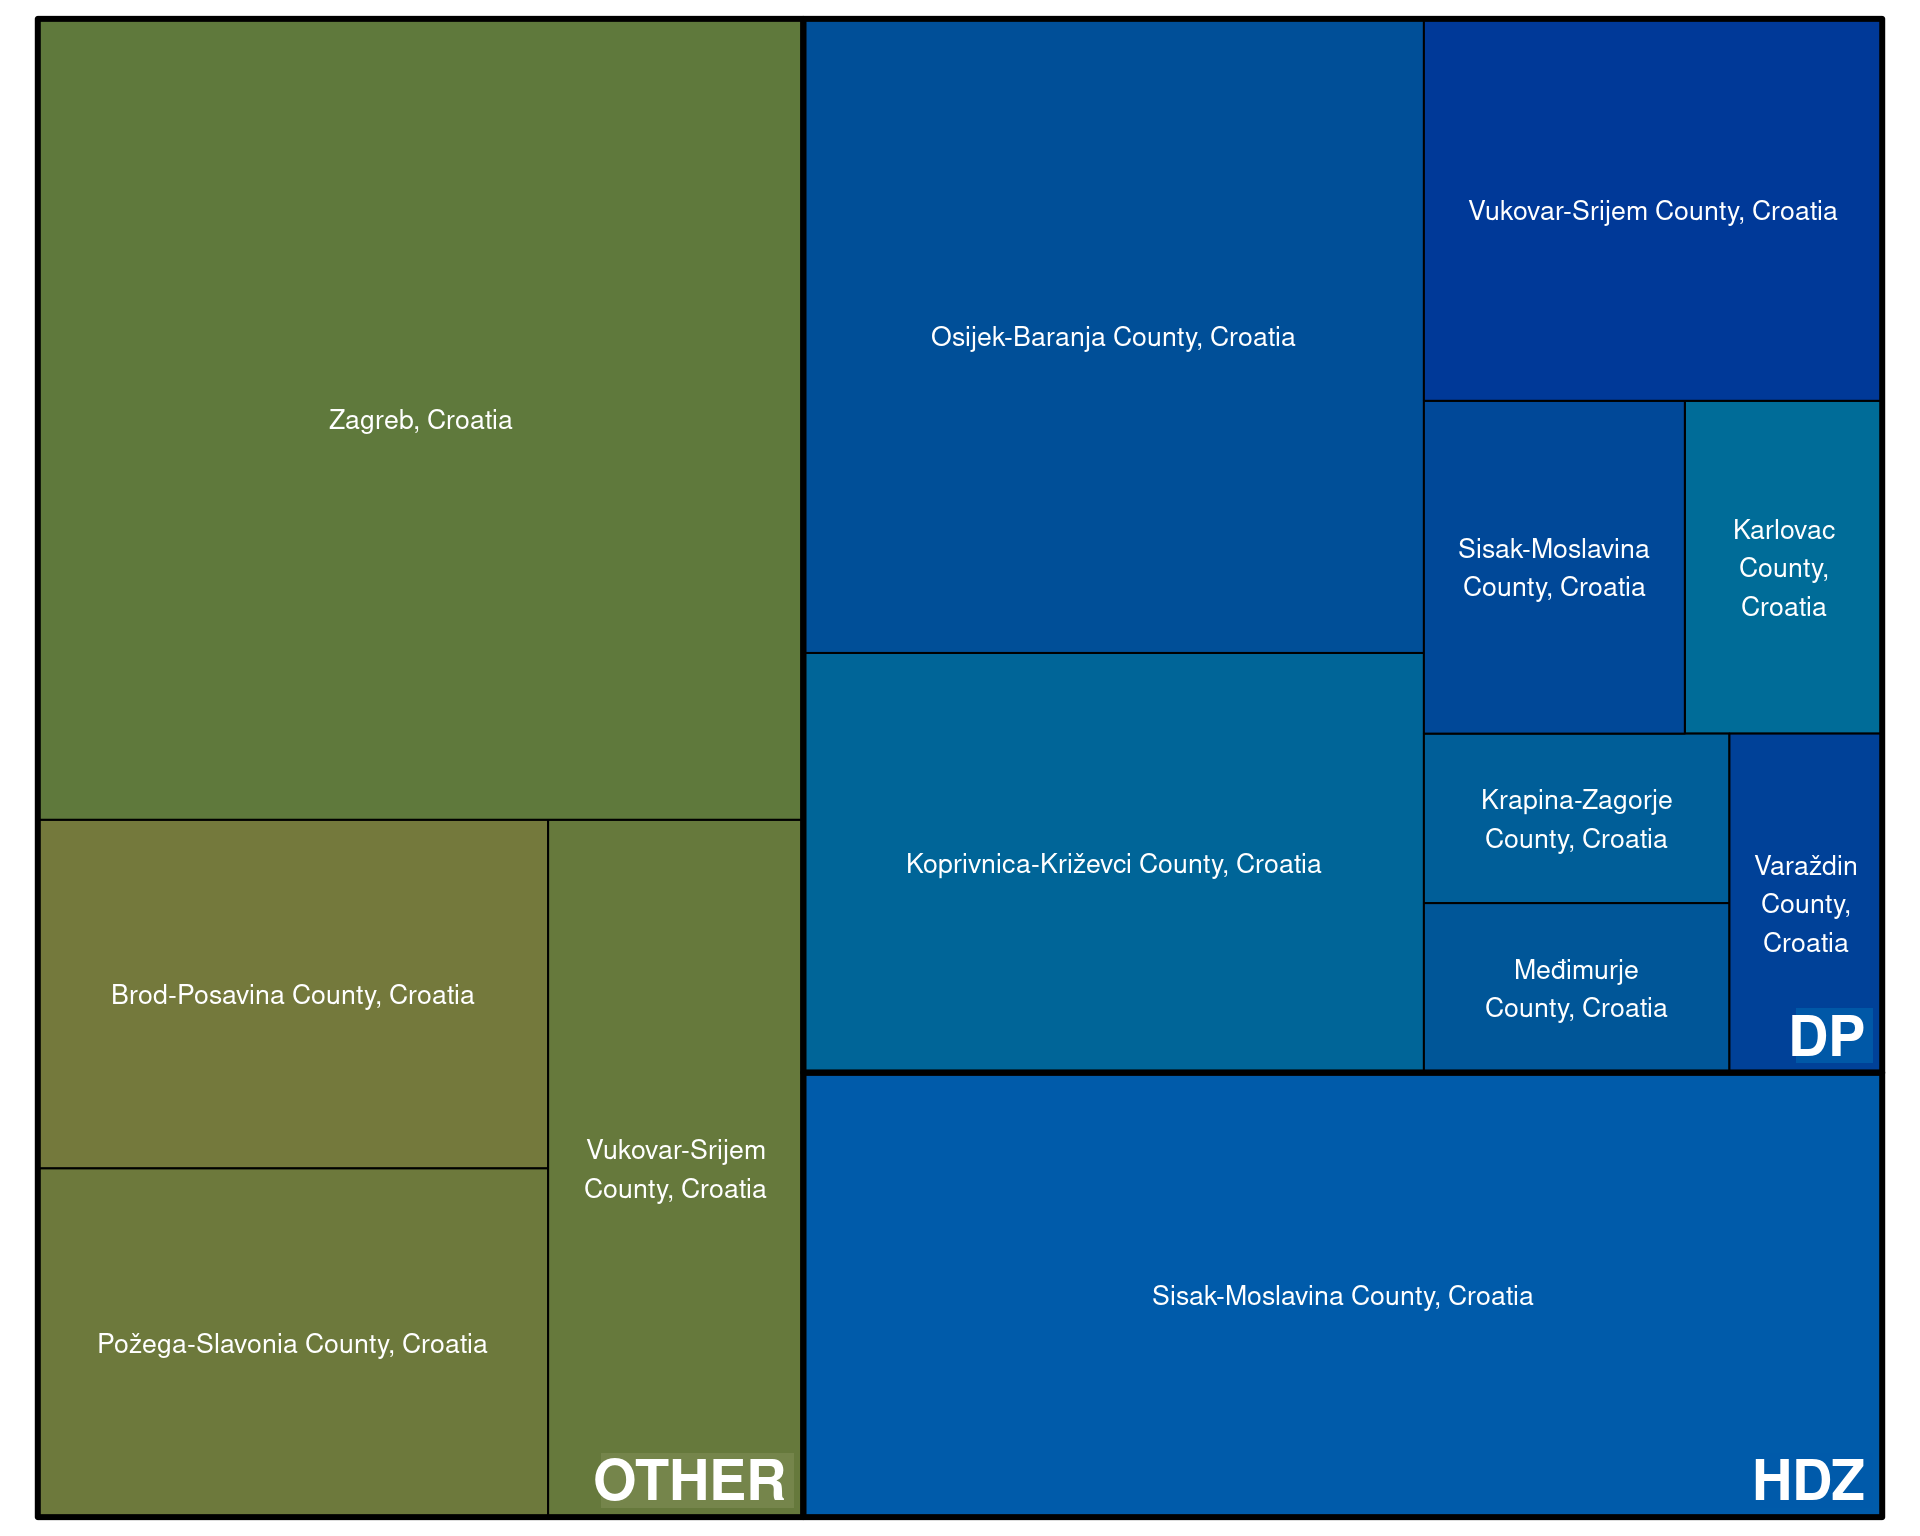 Zagreb, Croatia
Brod-Posavina County, Croatia
Požega-Slavonia County, Croatia
Vukovar-Srijem
County, Croatia
OTHER
Osijek-Baranja County, Croatia
Koprivnica-Križevci County, Croatia
Vukovar-Srijem County, Croatia
Sisak-Moslavina
County, Croatia
Karlovac
County,
Croatia
Krapina-Zagorje
County, Croatia
Međimurje
County, Croatia
Varaždin
County,
Croatia
DP
Sisak-Moslavina County, Croatia
HDZ